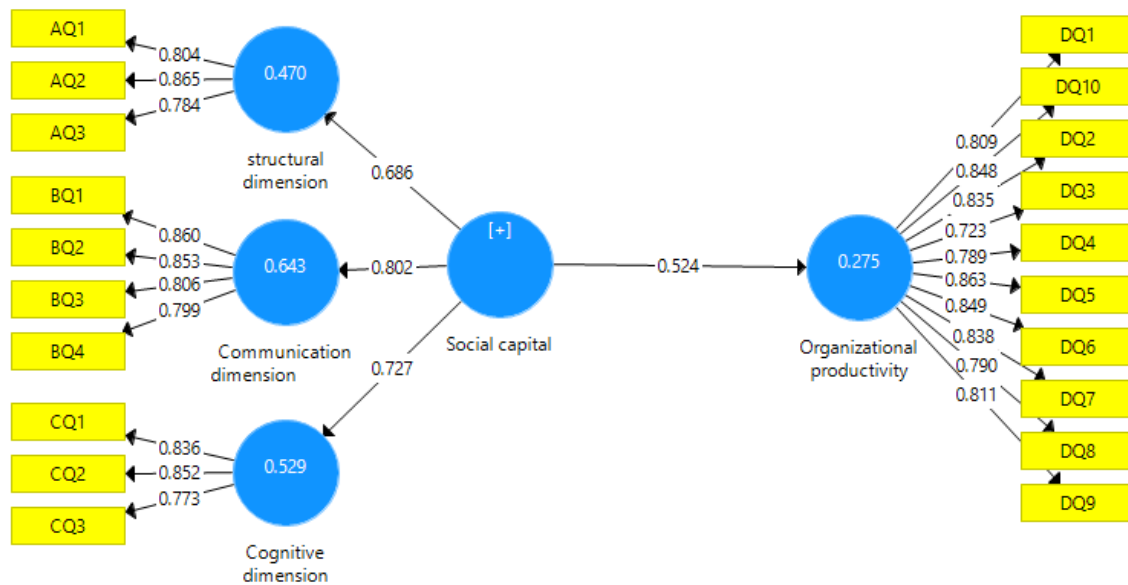 AQ1
AQ2
AQ3
0.804
0.865
0.784
0.470
structural
dimension
0.686
BQ1
BQ2
BQ3
BQ4
0.860
0.853
0.806
0.799
0.643
Communication
dimension
0.802
CQ1
CQ2
CQ3
0.836
0.852
0.773
0.529
Cognitive
dimension
0.727
[+]
Social capital
0.524
0.275
Organizational
productivity
0.809
0.848
0.835
0.723
0.789
0.863
0.849
0.838
0.790
0.811
DQ1
DQ10
DQ2
DQ3
DQ4
DQ5
DQ6
DQ7
DQ8
DQ9